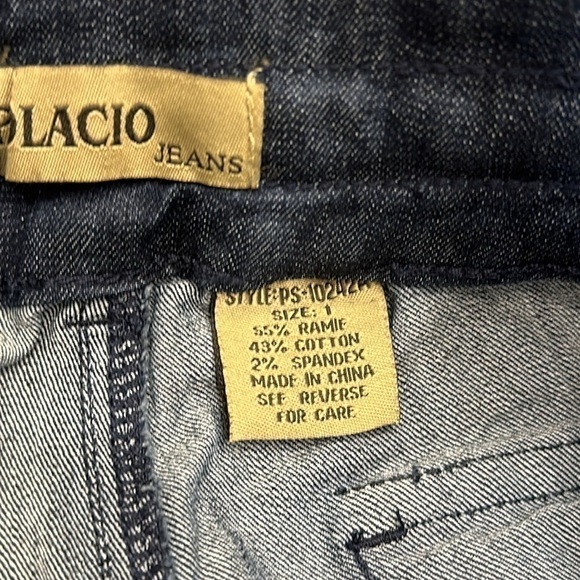 LACIO
JEANS
STYLE:PS-10242A
SIZE: 1
55% RAMIE
43% COTTON
2% SPANDEX
MADE IN CHINA
SEE REVERSE
FOR CARE